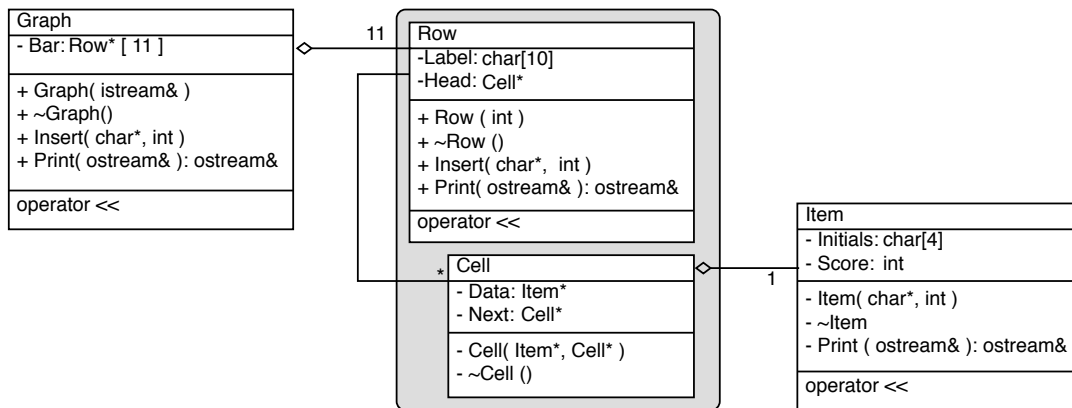 Graph
- Bar: Row* [ 11 ]
+ Graph( istream& )
+ ~Graph()
+ Insert( char*, int )
+ Print( ostream& ): ostream&
operator <<
11
Row
-Label: char[10]
-Head: Cell*
+ Row ( int )
+ ~Row ()
+ Insert( char*, int )
+ Print( ostream& ): ostream&
operator <<
*
Cell
- Data: Item*
- Next: Cell*
- Cell( Item*, Cell* )
- ~Cell ()
1
Item
- Initials: char[4]
- Score: int
- Item( char*, int )
- ~Item
- Print ( ostream& ): ostream&
operator <<